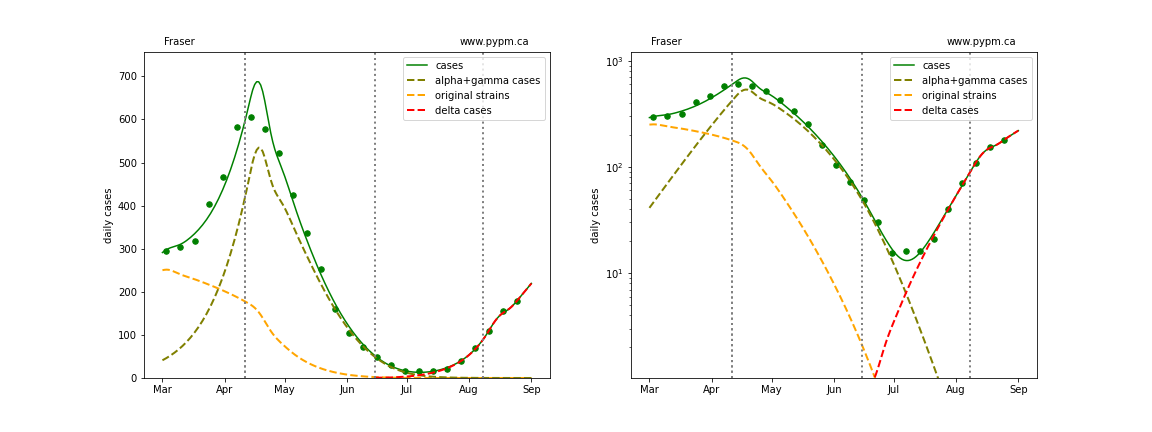 Fraser www.pypm.ca
cases
alpha+gamma cases
original strains
delta cases
daily cases
700
600
500
400
300
200
100
0
Mar Apr May Jun Jul Aug Sep
Fraser www.pypm.ca
cases
alpha+gamma cases
original strains
delta cases
daily cases
10³
10²
10¹
Mar Apr May Jun Jul Aug Sep